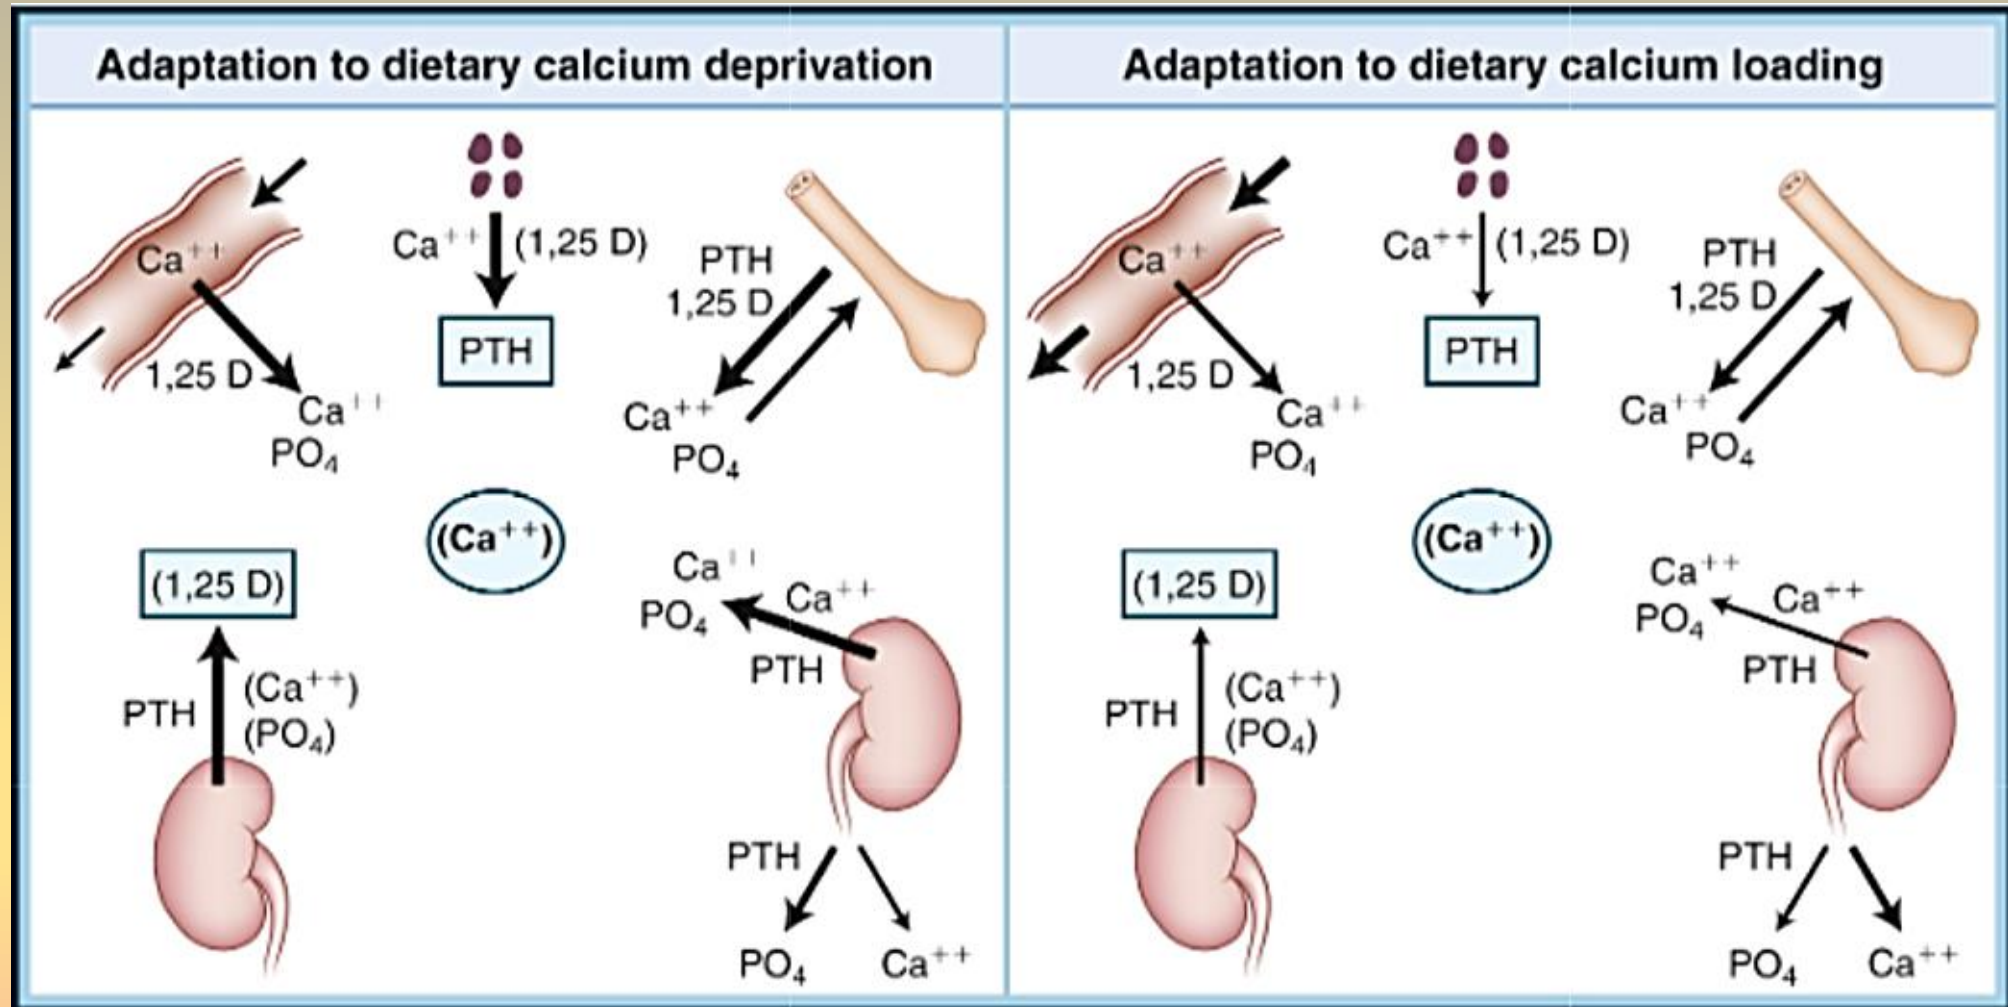 Adaptation to dietary calcium deprivation
Ca⁺⁺
1,25 D
Ca⁺⁺
PO₄
Ca⁺⁺ (1,25 D)
PTH
PTH
1,25 D
Ca⁺⁺
PO₄
(Ca⁺⁺)
(1,25 D)
PTH
(Ca⁺⁺)
(PO₄)
Ca⁺⁺
PO₄
Ca⁺⁺
PTH
PTH
PO₄ Ca⁺⁺
Adaptation to dietary calcium loading
Ca⁺⁺
1,25 D
Ca⁺⁺
PO₄
Ca⁺⁺ (1,25 D)
PTH
PTH
1,25 D
Ca⁺⁺
PO₄
(Ca⁺⁺)
(1,25 D)
PTH
(Ca⁺⁺)
(PO₄)
Ca⁺⁺
PO₄
Ca⁺⁺
PTH
PTH
PO₄ Ca⁺⁺